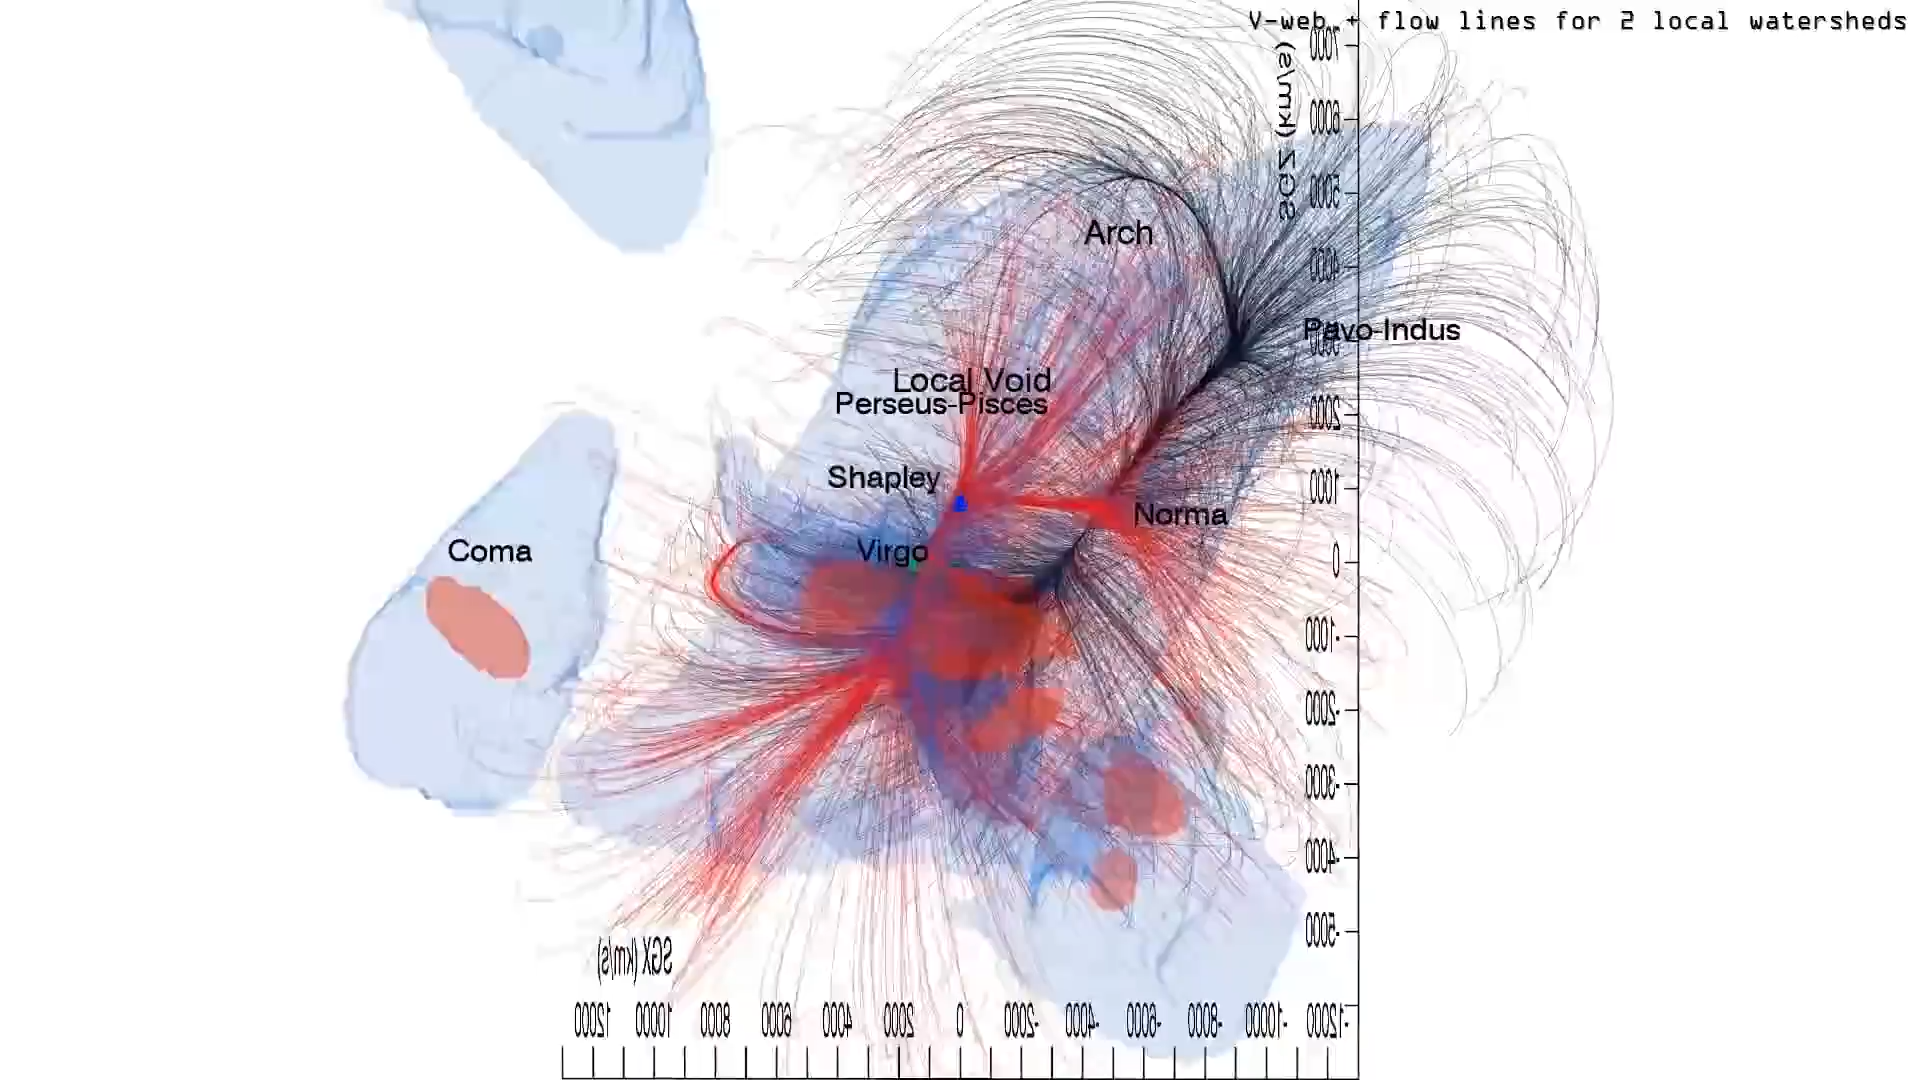 V-web + flow lines for 2 local watersheds
7000
SGZ (km/s)
6000
5000
Arch
4000
Pavo-Indus
3000
Local Void
Perseus-Pisces
2000
Shapley
1000
Norma
Virgo
Coma
0
-1000
-2000
-3000
-4000
-5000
SGX (km/s)
12000 10000 8000 6000 4000 2000 0 -2000 -4000 -6000 -8000 -10000 -12000